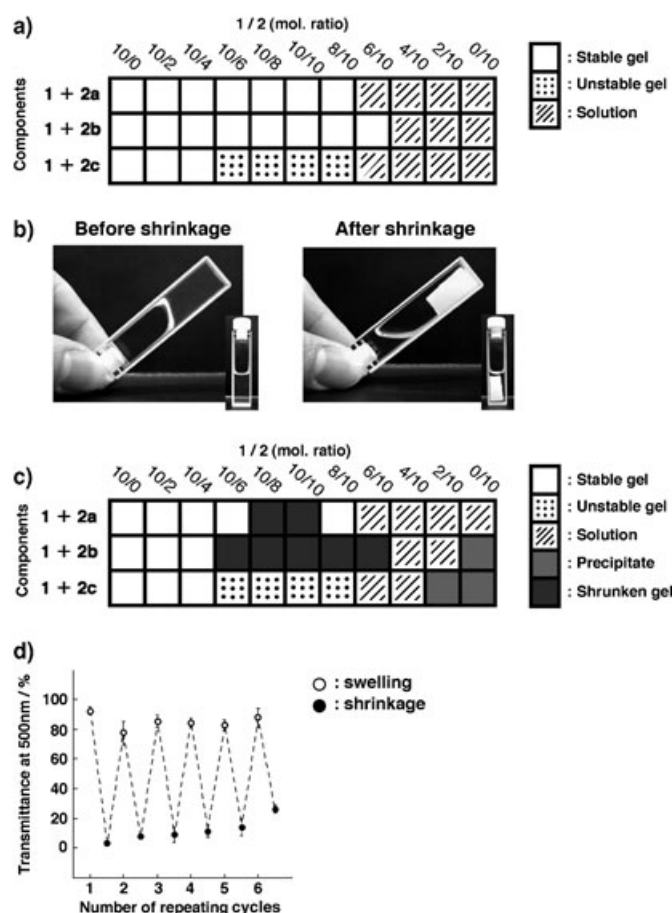 a)
1 / 2 (mol. ratio)
10/0 10/2 10/4 10/6 10/8 10/10 8/10 6/10 4/10 2/10 0/10
Components
1 + 2a
1 + 2b
1 + 2c
: Stable gel
: Unstable gel
: Solution
b)
Before shrinkage
After shrinkage
c)
1 / 2 (mol. ratio)
10/0 10/2 10/4 10/6 10/8 10/10 8/10 6/10 4/10 2/10 0/10
Components
1 + 2a
1 + 2b
1 + 2c
: Stable gel
: Unstable gel
: Solution
: Precipitate
: Shrunken gel
d)
Transmittance at 500nm / %
100
80
60
40
20
0
1 2 3 4 5 6
Number of repeating cycles
: swelling
: shrinkage